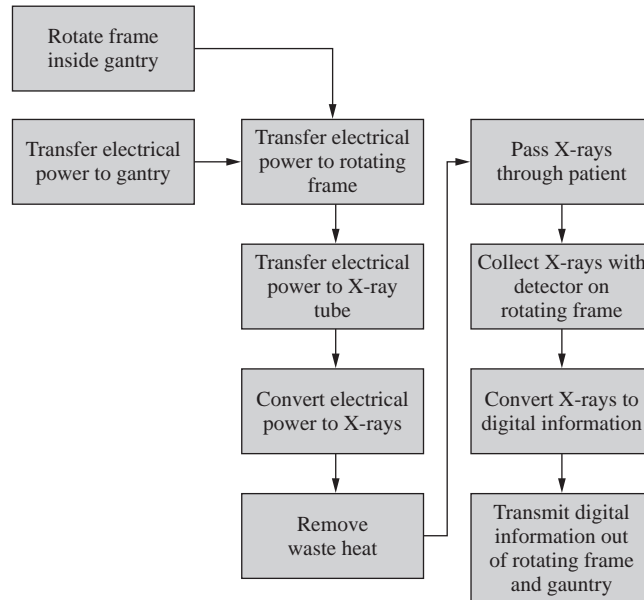 Rotate frame
inside gantry
Transfer electrical
power to gantry
Transfer electrical
power to rotating
frame
Transfer electrical
power to X-ray
tube
Convert electrical
power to X-rays
Remove
waste heat
Pass X-rays
through patient
Collect X-rays with
detector on
rotating frame
Convert X-rays to
digital information
Transmit digital
information out
of rotating frame
and gauntry